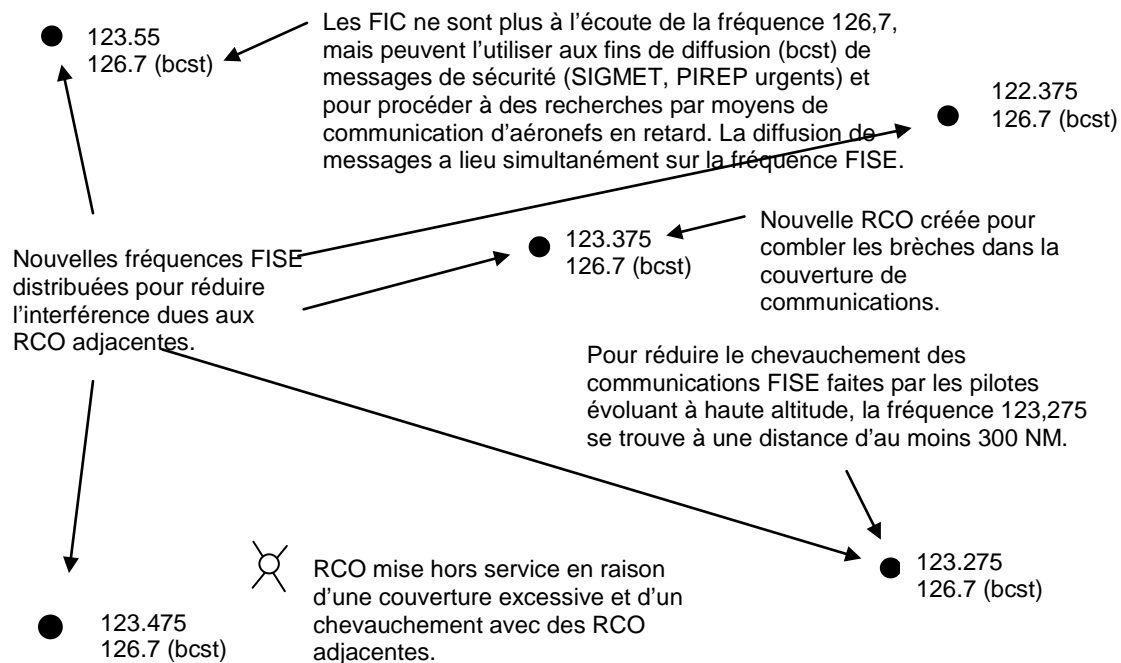 123.55
126.7 (bcst)
Les FIC ne sont plus à l'écoute de la fréquence 126,7,
mais peuvent l'utiliser aux fins de diffusion (bcst) de
messages de sécurité (SIGMET, PIREP urgents) et
pour procéder à des recherches par moyens de
communication d'aéronefs en retard. La diffusion de
messages a lieu simultanément sur la fréquence FISE.
122.375
126.7 (bcst)
Nouvelles fréquences FISE
distribuées pour réduire
l'interférence dues aux
RCO adjacentes.
123.375
126.7 (bcst)
Nouvelle RCO créée pour
combler les brèches dans la
couverture de
communications.
Pour réduire le chevauchement des
communications FISE faites par les pilotes
évoluant à haute altitude, la fréquence 123,275
se trouve à une distance d'au moins 300 NM.
123.275
126.7 (bcst)
RCO mise hors service en raison
d'une couverture excessive et d'un
chevauchement avec des RCO
adjacentes.
123.475
126.7 (bcst)